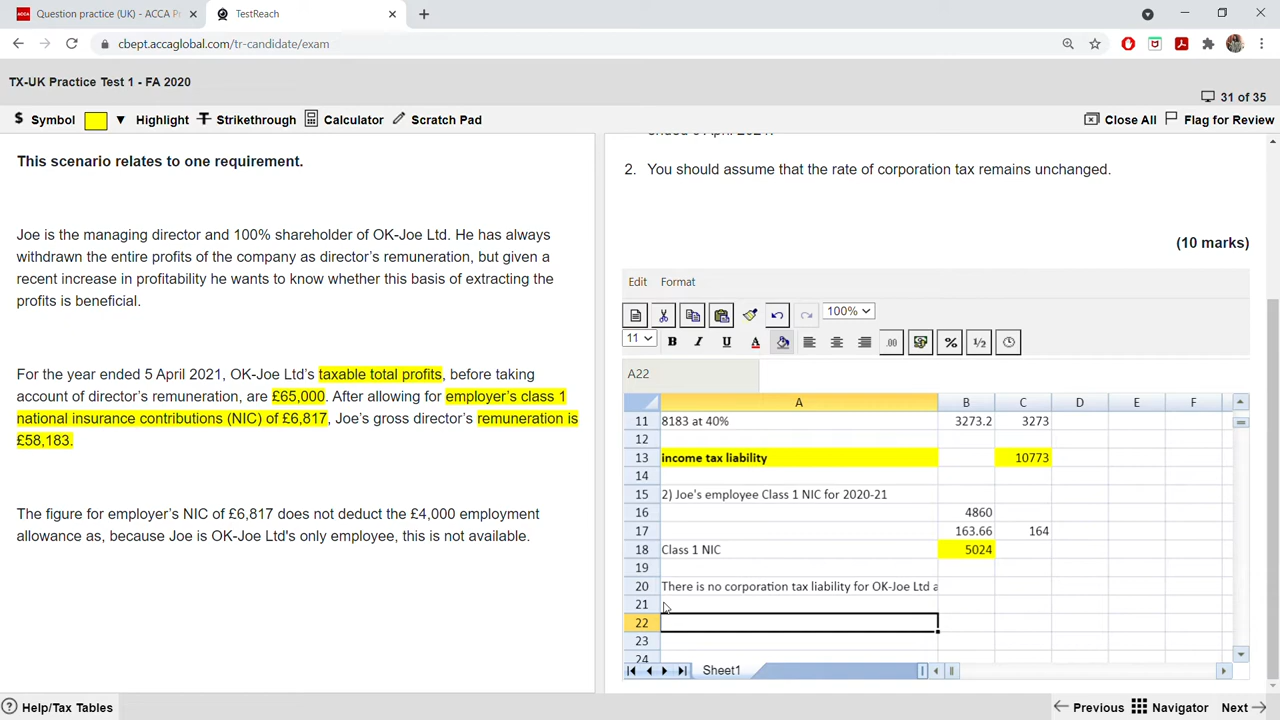 Question practice (UK) - ACCA Pr
TestReach
cbept.accaglobal.com/tr-candidate/exam
TX-UK Practice Test 1 - FA 2020
31 of 35
Symbol Highlight Strikethrough Calculator Scratch Pad Close All Flag for Review
This scenario relates to one requirement.
Joe is the managing director and 100% shareholder of OK-Joe Ltd. He has always
withdrawn the entire profits of the company as director's remuneration, but given a
recent increase in profitability he wants to know whether this basis of extracting the
profits is beneficial.
For the year ended 5 April 2021, OK-Joe Ltd's taxable total profits, before taking
account of director's remuneration, are £65,000. After allowing for employer's class 1
national insurance contributions (NIC) of £6,817, Joe's gross director's remuneration is
£58,183.
The figure for employer's NIC of £6,817 does not deduct the £4,000 employment
allowance as, because Joe is OK-Joe Ltd's only employee, this is not available.
2. You should assume that the rate of corporation tax remains unchanged.
(10 marks)
Edit Format
100%
11 B I U A .00 % 1/2
A22
A B C D E F
11 8183 at 40% 3273.2 3273
12
13 income tax liability 10773
14
15 2) Joe's employee Class 1 NIC for 2020-21
16 4860
17 163.66 164
18 Class 1 NIC 5024
19
20 There is no corporation tax liability for OK-Joe Ltd a
21
22
23
24
Sheet1
Help/Tax Tables Previous Navigator Next